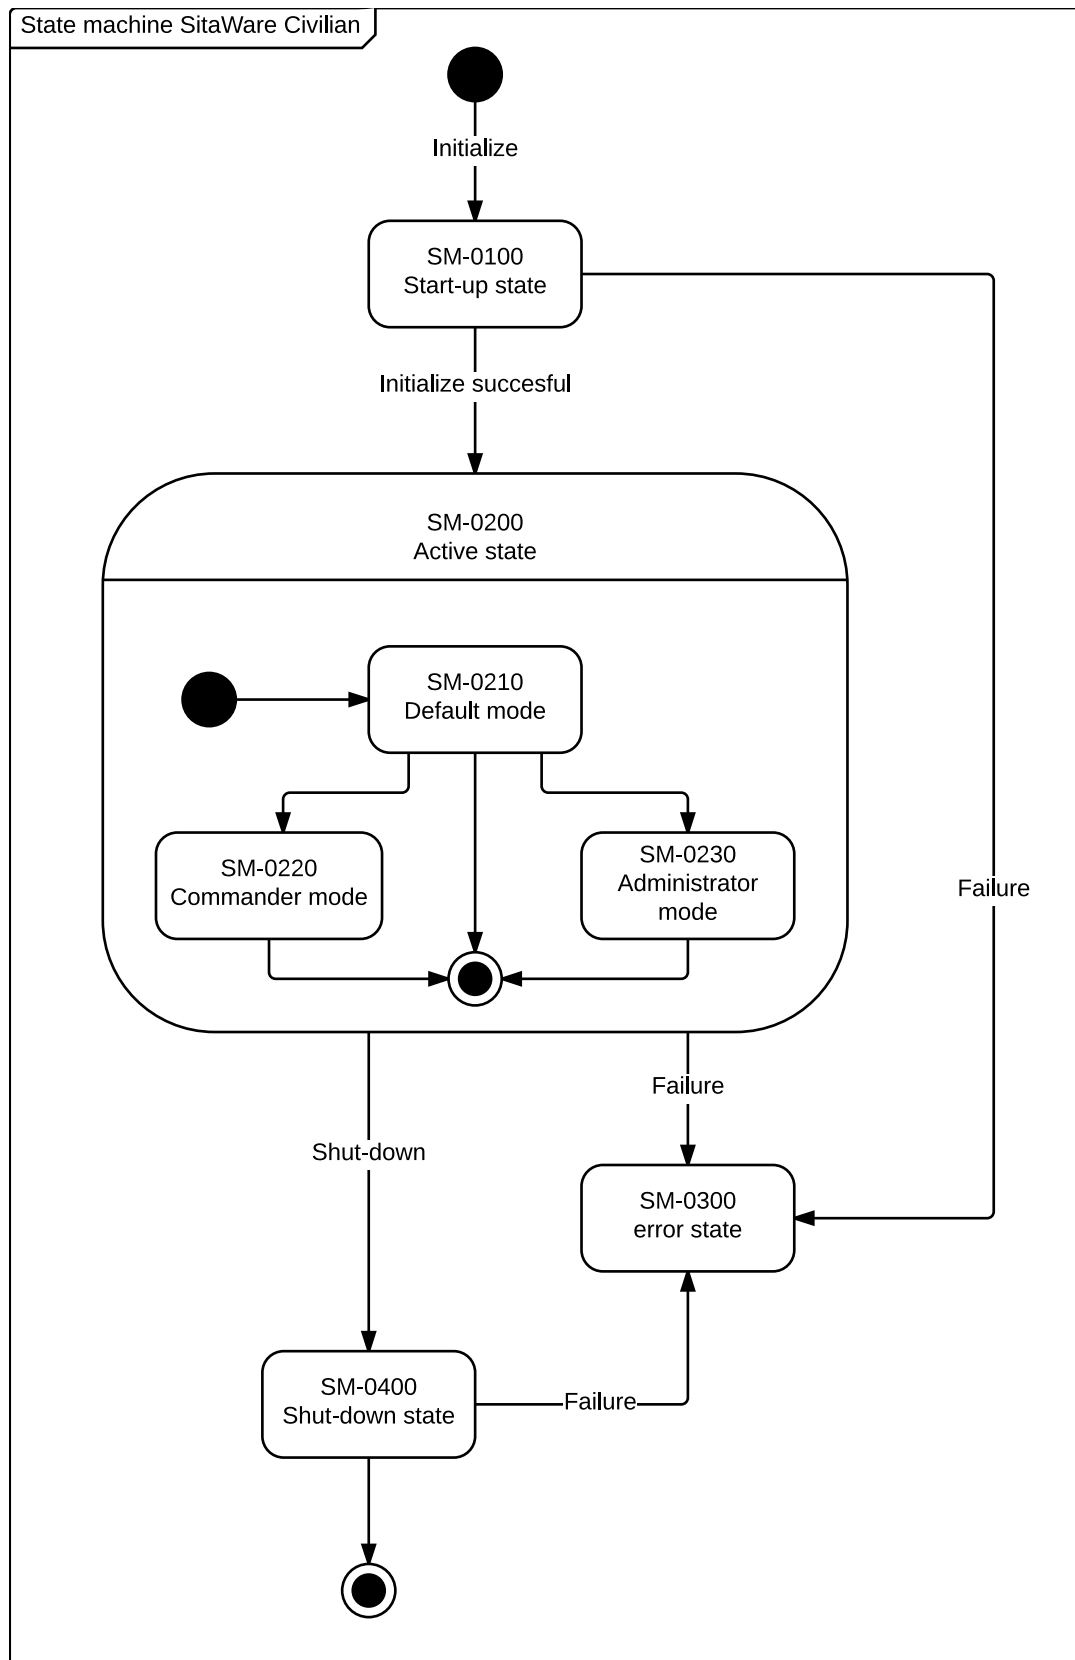 State machine SitaWare Civilian
Initialize
SM-0100
Start-up state
Initialize succesful
SM-0200
Active state
SM-0210
Default mode
SM-0220
Commander mode
SM-0230
Administrator
mode
Failure
Failure
Shut-down
SM-0300
error state
SM-0400
Shut-down state
Failure